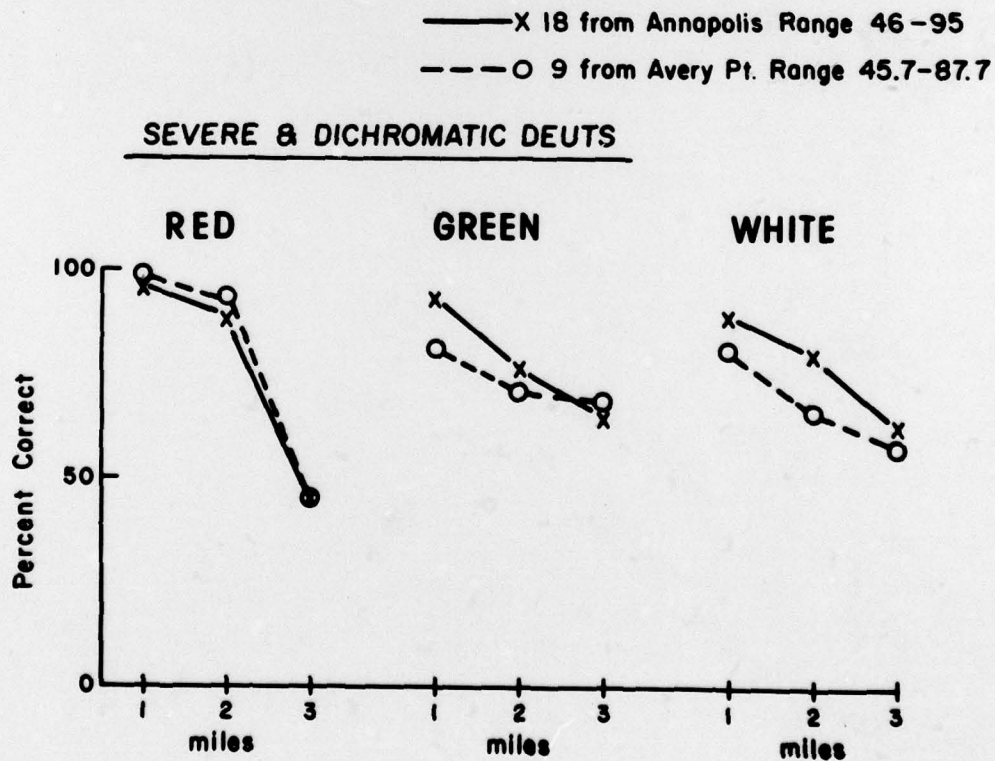 x 18 from Annapolis Range 46-95
o 9 from Avery Pt. Range 45.7-87.7
SEVERE & DICHROMATIC DEUTS
RED GREEN WHITE
100
50
0
Percent Correct
1 2 3 1 2 3 1 2 3
miles miles miles